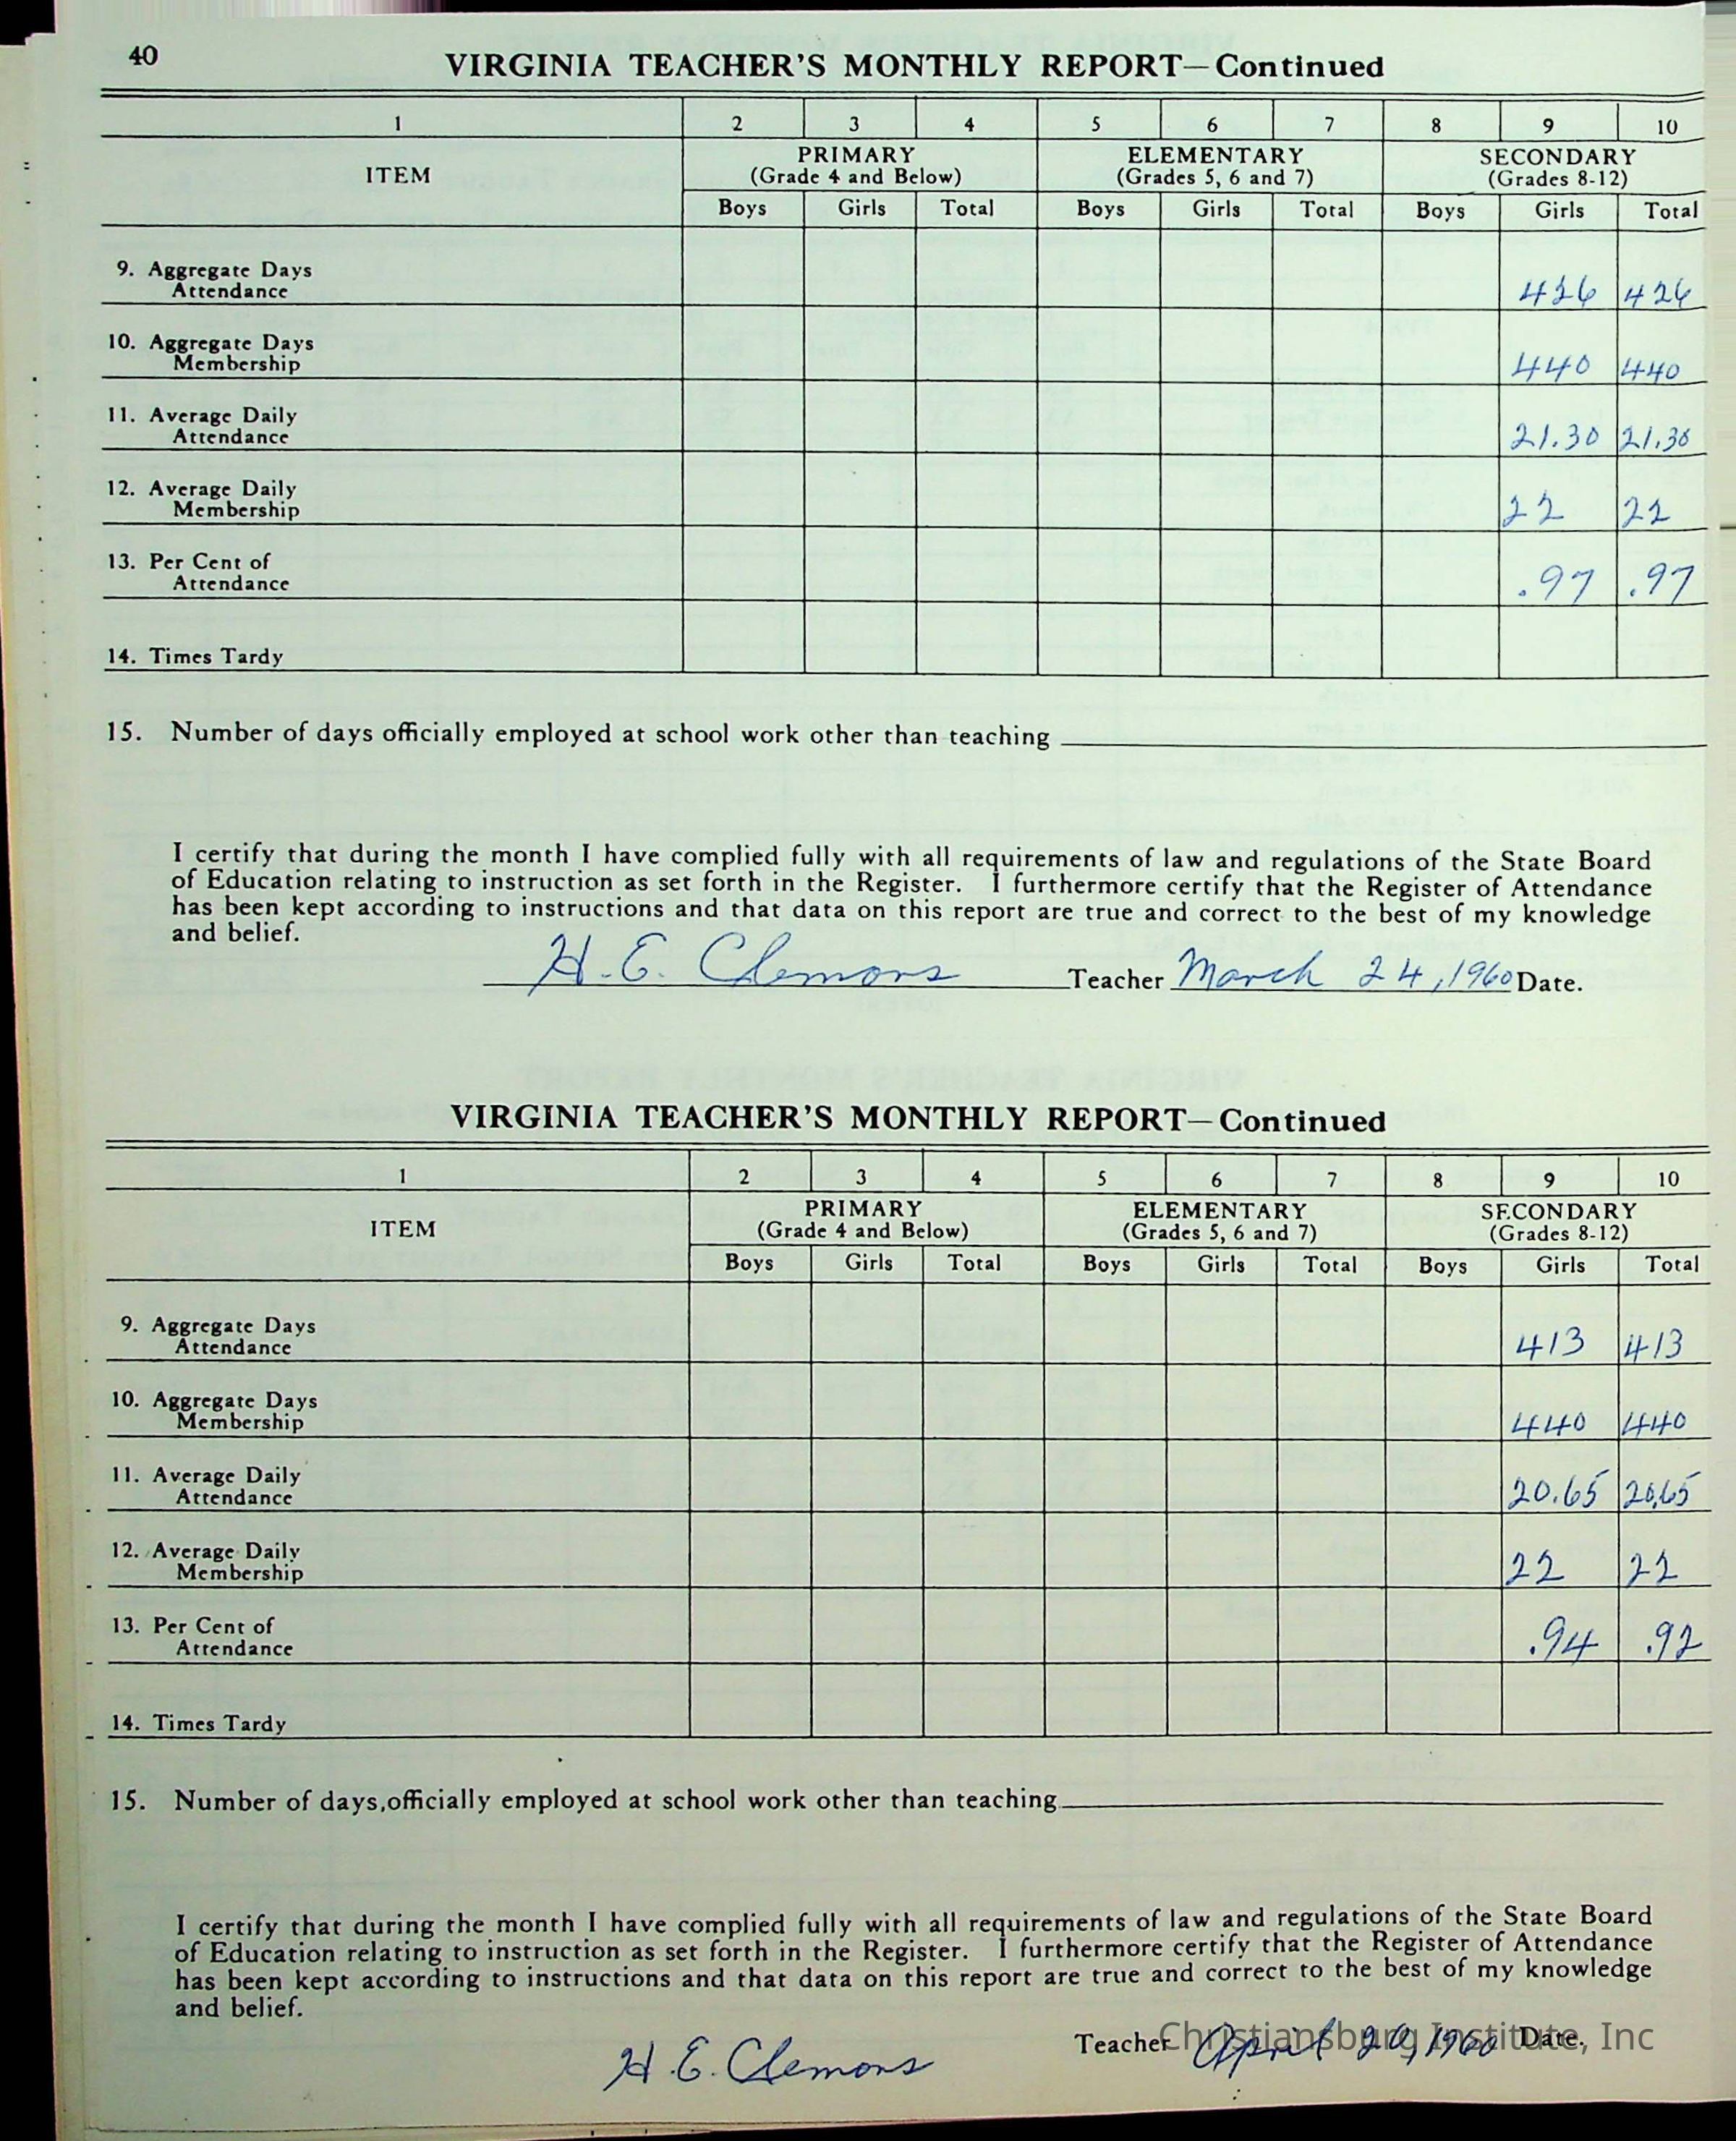 40
VIRGINIA TEACHER'S MONTHLY REPORT—Continued
1 2 3 4 5 6 7 8 9 10
ITEM PRIMARY ELEMENTARY SECONDARY
(Grade 4 and Below) (Grades 5, 6 and 7) (Grades 8-12)
Boys Girls Total Boys Girls Total Boys Girls Total
9. Aggregate Days
Attendance 426 426
10. Aggregate Days
Membership 440 440
11. Average Daily
Attendance 21.30 21.30
12. Average Daily
Membership 22 22
13. Per Cent of
Attendance .97 .97
14. Times Tardy
15. Number of days officially employed at school work other than teaching
I certify that during the month I have complied fully with all requirements of law and regulations of the State Board
of Education relating to instruction as set forth in the Register. I furthermore certify that the Register of Attendance
has been kept according to instructions and that data on this report are true and correct to the best of my knowledge
and belief.
H. E. Clemons Teacher March 24, 1960 Date.
VIRGINIA TEACHER'S MONTHLY REPORT—Continued
1 2 3 4 5 6 7 8 9 10
ITEM PRIMARY ELEMENTARY SECONDARY
(Grade 4 and Below) (Grades 5, 6 and 7) (Grades 8-12)
Boys Girls Total Boys Girls Total Boys Girls Total
9. Aggregate Days
Attendance 413 413
10. Aggregate Days
Membership 440 440
11. Average Daily
Attendance 20.65 20.65
12. Average Daily
Membership 22 22
13. Per Cent of
Attendance .94 .92
14. Times Tardy
15. Number of days officially employed at school work other than teaching
I certify that during the month I have complied fully with all requirements of law and regulations of the State Board
of Education relating to instruction as set forth in the Register. I furthermore certify that the Register of Attendance
has been kept according to instructions and that data on this report are true and correct to the best of my knowledge
and belief.
H. E. Clemons Teacher April 20, 1960 Date.
Christiansburg Institute, Inc